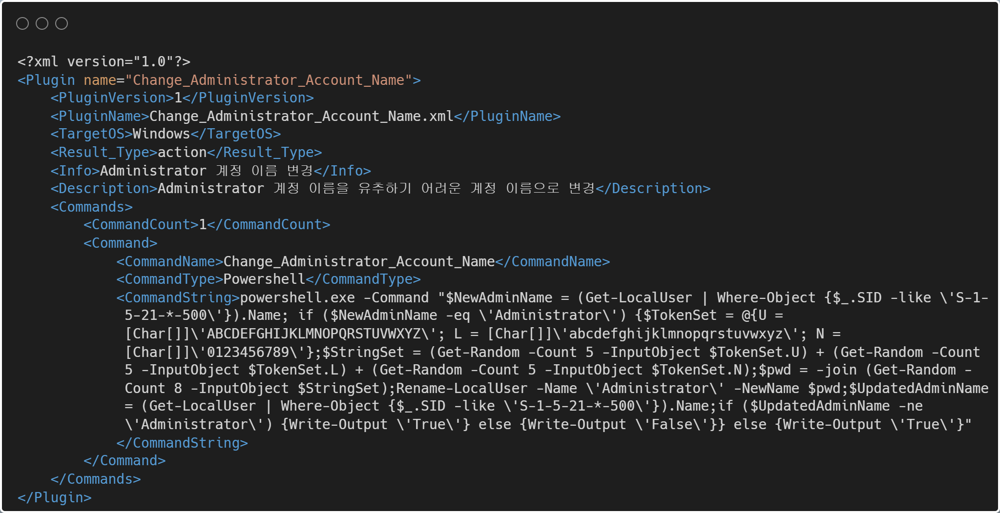 <?xml version="1.0"?>
<Plugin name="Change_Administrator_Account_Name">
<PluginVersion>1</PluginVersion>
<PluginName>Change_Administrator_Account_Name.xml</PluginName>
<TargetOS>Windows</TargetOS>
<Result_Type>action</Result_Type>
<Info>Administrator 계정 이름 변경</Info>
<Description>Administrator 계정 이름을 유추하기 어려운 계정 이름으로 변경</Description>
<Commands>
<CommandCount>1</CommandCount>
<Command>
<CommandName>Change_Administrator_Account_Name</CommandName>
<CommandType>Powershell</CommandType>
<CommandString>powershell.exe -Command "$NewAdminName = (Get-LocalUser | Where-Object {$_.SID -like \'S-1-
5-21-*-500\'}).Name; if ($NewAdminName -eq \'Administrator\') {$TokenSet = @{U =
[Char[]]\'ABCDEFGHIJKLMNOPQRSTUVWXYZ\'; L = [Char[]]\'abcdefghijklmnopqrstuvwxyz\'; N =
[Char[]]\'0123456789\'};$StringSet = (Get-Random -Count 5 -InputObject $TokenSet.U) + (Get-Random -Count
5 -InputObject $TokenSet.L) + (Get-Random -Count 5 -InputObject $TokenSet.N);$pwd = -join (Get-Random -
Count 8 -InputObject $StringSet);Rename-LocalUser -Name \'Administrator\' -NewName $pwd;$UpdatedAdminName
= (Get-LocalUser | Where-Object {$_.SID -like \'S-1-5-21-*-500\'}).Name;if ($UpdatedAdminName -ne
\'Administrator\') {Write-Output \'True\'} else {Write-Output \'False\'}} else {Write-Output \'True\'}"
</CommandString>
</Command>
</Commands>
</Plugin>